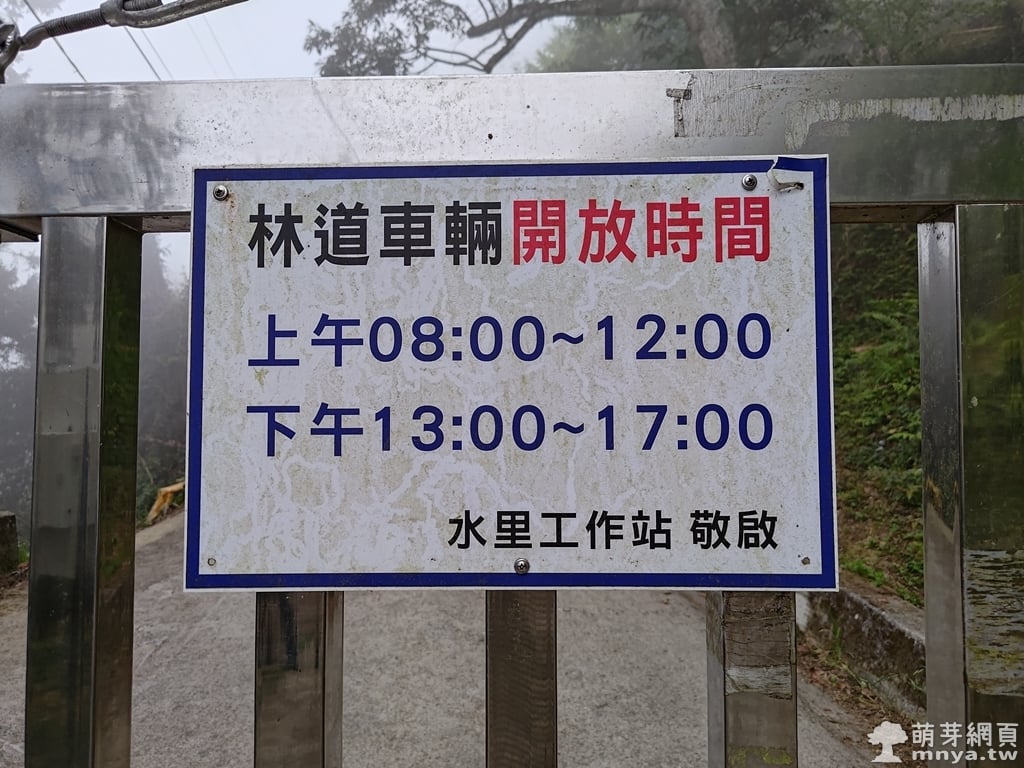 林道車輛開放時間
上午08:00~12:00
下午13:00~17:00
水里工作站 敬啟
萌芽網頁
mnya.tw